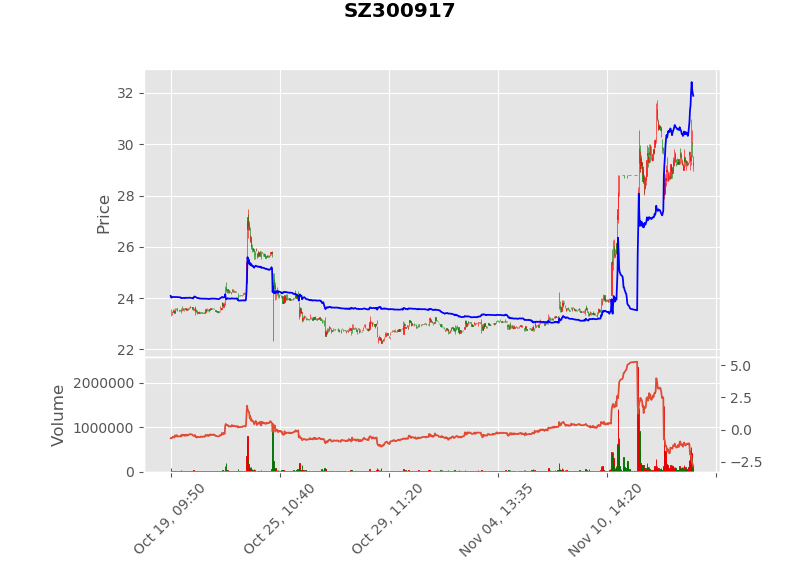 SZ300917
32
30
28
26
24
22
Price
2000000
1000000
0
Volume
5.0
2.5
0.0
−2.5
Oct 19, 09:50
Oct 25, 10:40
Oct 29, 11:20
Nov 04, 13:35
Nov 10, 14:20